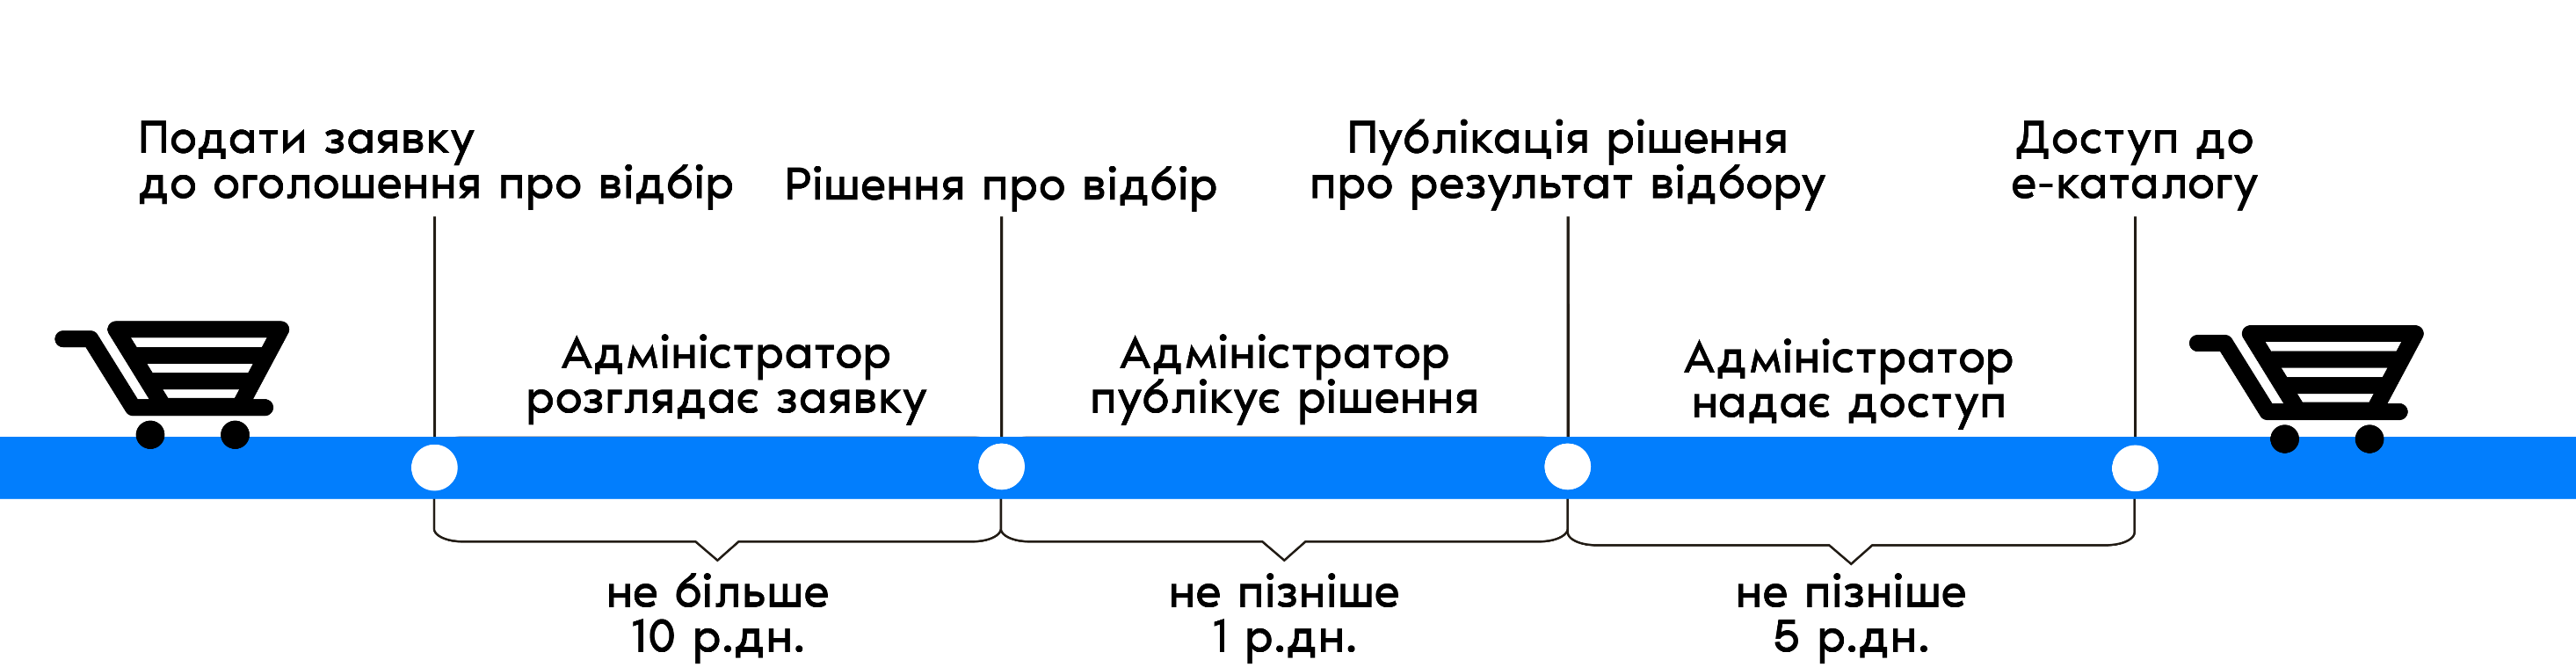 Подати заявку
до оголошення про відбір
Рішення про відбір
Публікація рішення
про результат відбору
Доступ до
е-каталогу
Адміністратор
розглядає заявку
Адміністратор
публікує рішення
Адміністратор
надає доступ
не більше
10 р.дн.
не пізніше
1 р.дн.
не пізніше
5 р.дн.